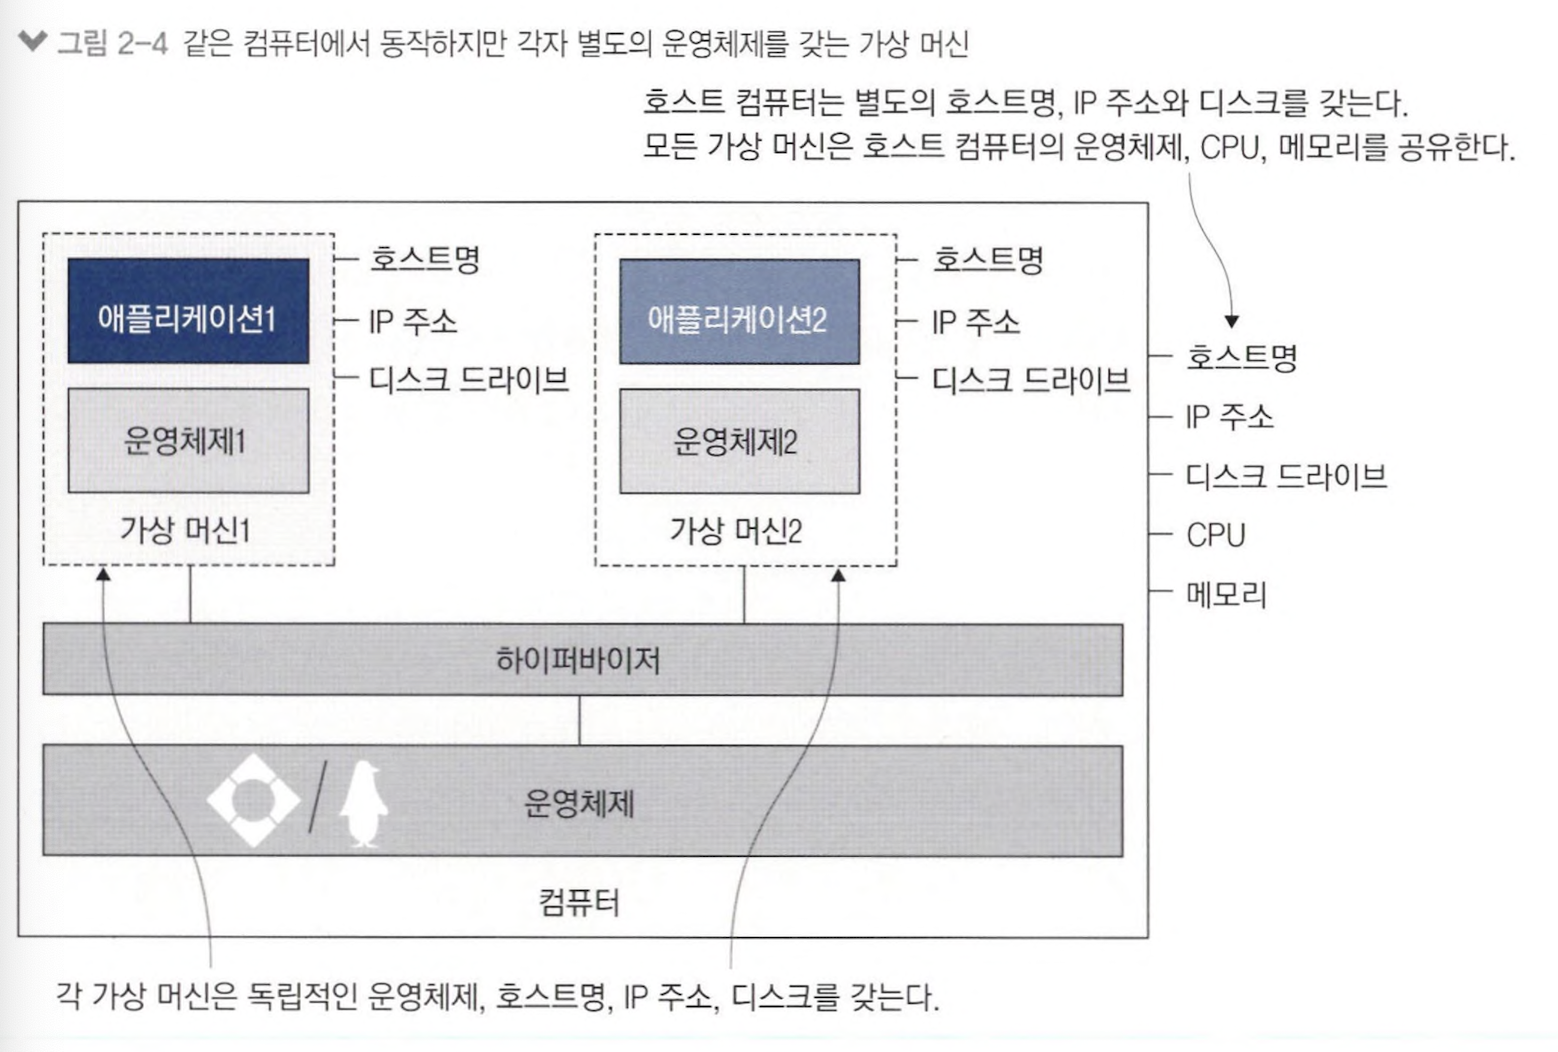 그림 2-4 같은 컴퓨터에서 동작하지만 각자 별도의 운영체제를 갖는 가상 머신
호스트 컴퓨터는 별도의 호스트명, IP 주소와 디스크를 갖는다.
모든 가상 머신은 호스트 컴퓨터의 운영체제, CPU, 메모리를 공유한다.
애플리케이션1
운영체제1
가상 머신1
호스트명
IP 주소
디스크 드라이브
애플리케이션2
운영체제2
가상 머신2
호스트명
IP 주소
디스크 드라이브
호스트명
IP 주소
디스크 드라이브
CPU
메모리
하이퍼바이저
운영체제
컴퓨터
각 가상 머신은 독립적인 운영체제, 호스트명, IP 주소, 디스크를 갖는다.